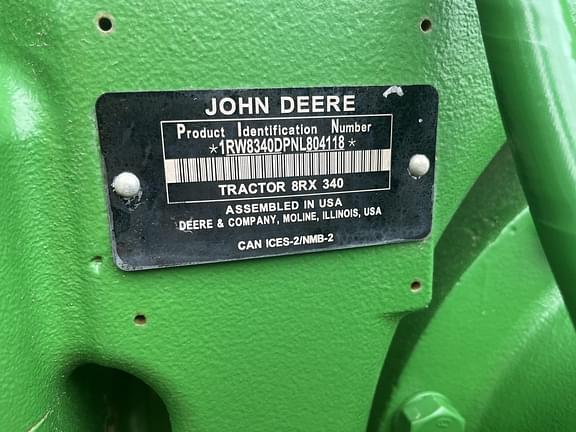 JOHN DEERE
Product Identification Number
*1RW8340DPNL804118*
TRACTOR 8RX 340
ASSEMBLED IN USA
DEERE & COMPANY, MOLINE, ILLINOIS, USA
CAN ICES-2/NMB-2